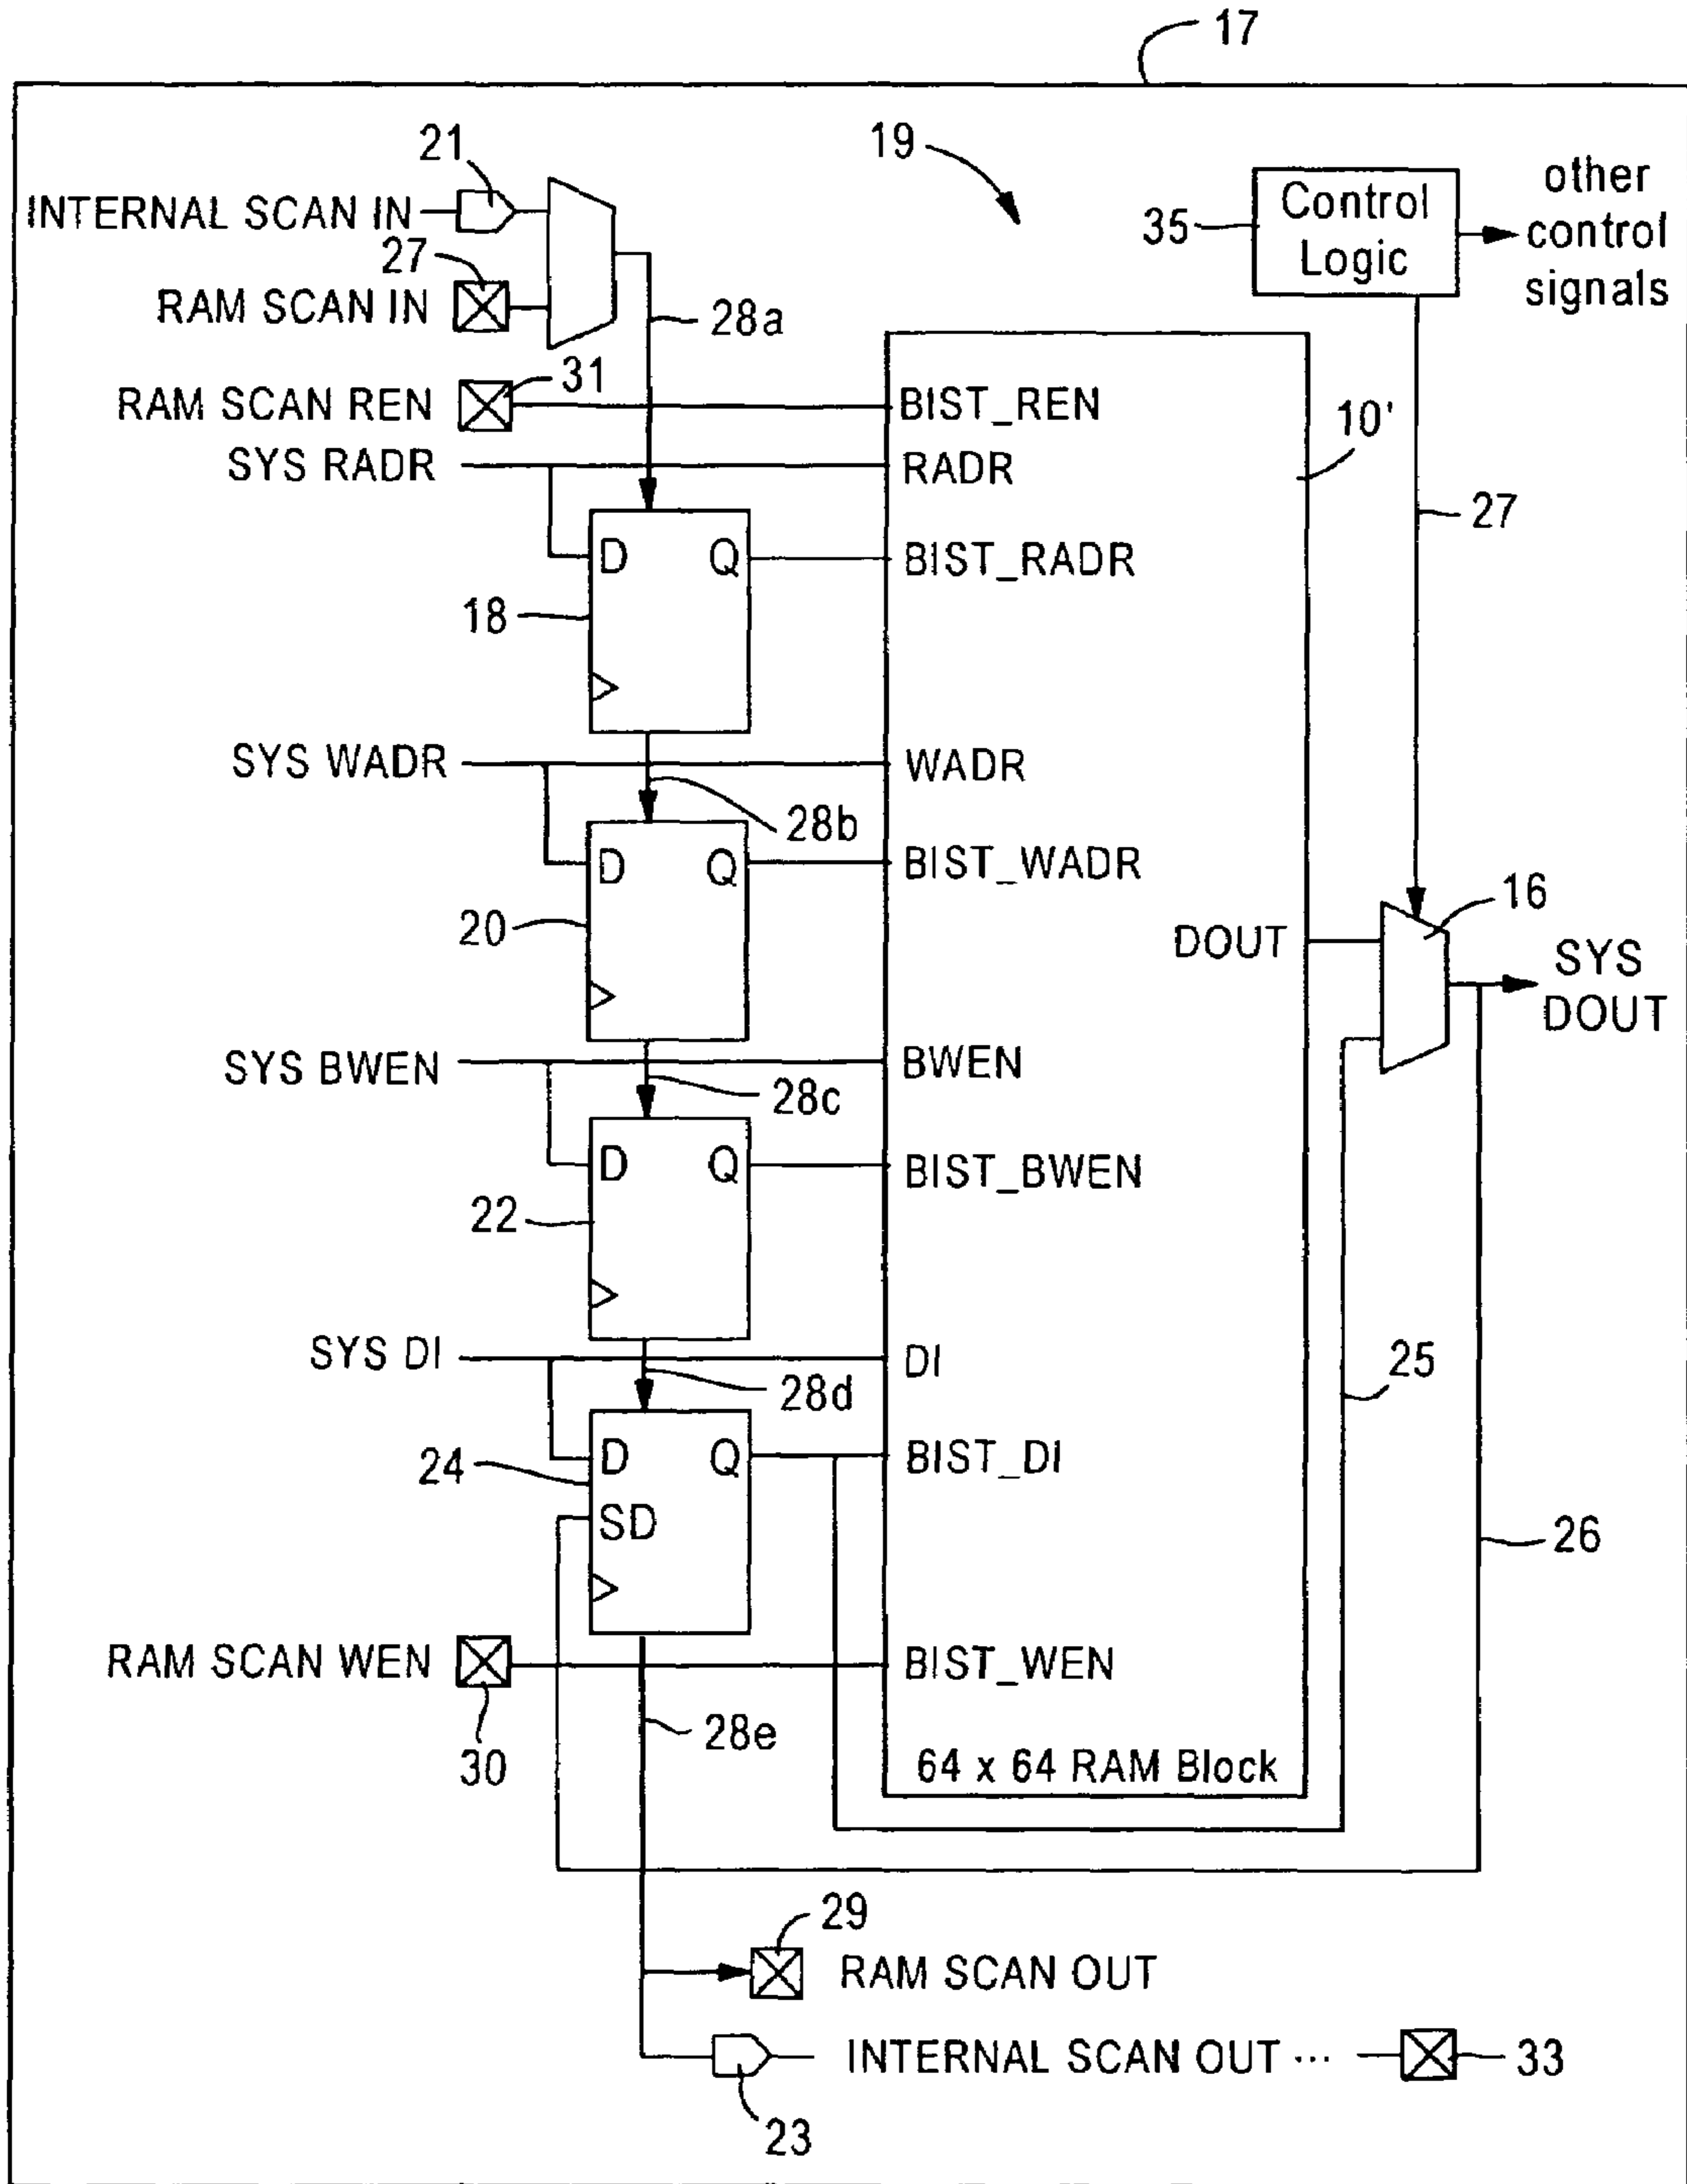 17
21
19
INTERNAL SCAN IN
Control
Logic
35
other
control
signals
27
RAM SCAN IN
28a
31
RAM SCAN REN
BIST_REN
10'
SYS RADR
RADR
27
D
Q
BIST_RADR
18
SYS WADR
WADR
28b
D
Q
BIST_WADR
16
20
DOUT
SYS
DOUT
SYS BWEN
BWEN
28c
D
Q
BIST_BWEN
22
SYS DI
DI
25
28d
24
D
Q
BIST_DI
SD
26
RAM SCAN WEN
BIST_WEN
28e
30
64 x 64 RAM Block
29
RAM SCAN OUT
INTERNAL SCAN OUT ...
33
23